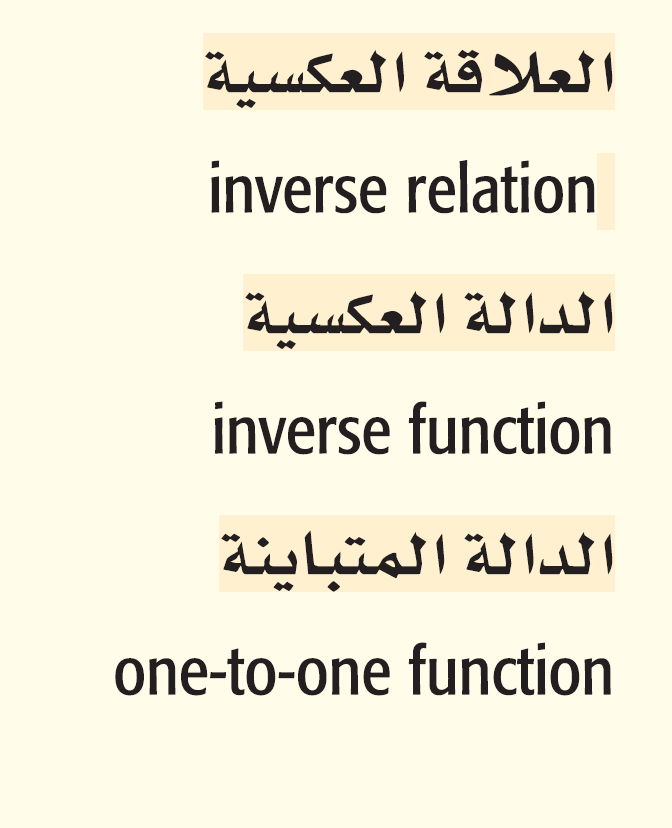 العلاقة العكسية
inverse relation
الدالة العكسية
inverse function
الدالة المتباينة
one-to-one function